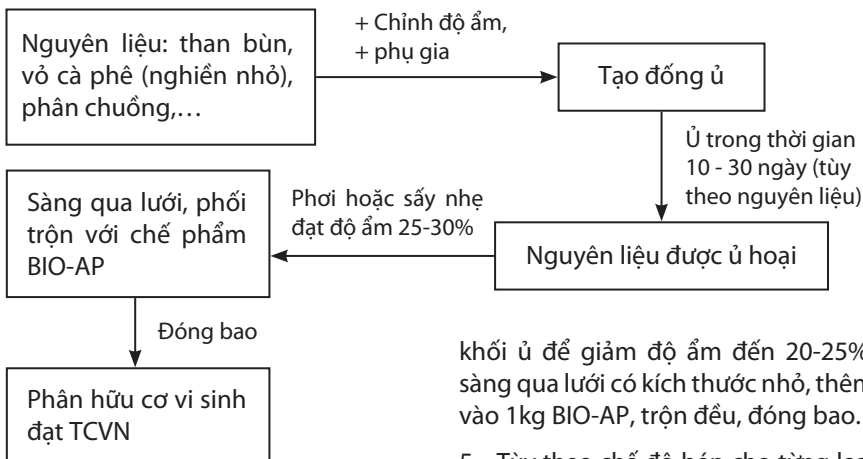 Nguyên liệu: than bùn,
vỏ cà phê (nghiền nhỏ),
phân chuồng,…
+ Chỉnh độ ẩm,
+ phụ gia
Tạo đống ủ
Ủ trong thời gian
10 - 30 ngày (tùy
theo nguyên liệu)
Nguyên liệu được ủ hoại
Phơi hoặc sấy nhẹ
đạt độ ẩm 25-30%
Sàng qua lưới, phối
trộn với chế phẩm
BIO-AP
Đóng bao
Phân hữu cơ vi sinh
đạt TCVN
khối ủ để giảm độ ẩm đến 20-25%
sàng qua lưới có kích thước nhỏ, thên
vào 1kg BIO-AP, trộn đều, đóng bao.